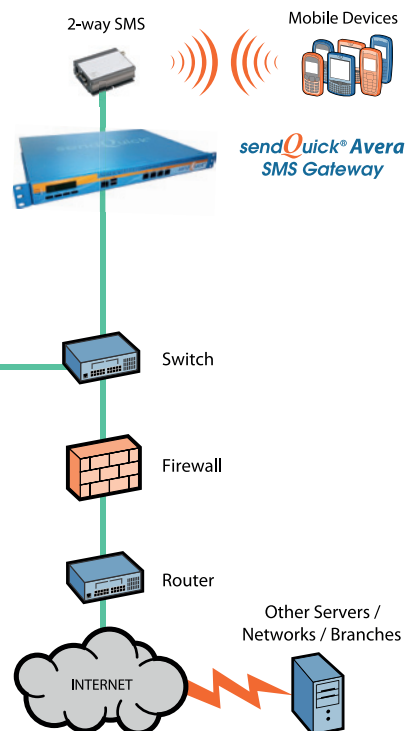 2-way SMS
Mobile Devices
sendQuick® Avera
SMS Gateway
Switch
Firewall
Router
Other Servers /
Networks / Branches
INTERNET